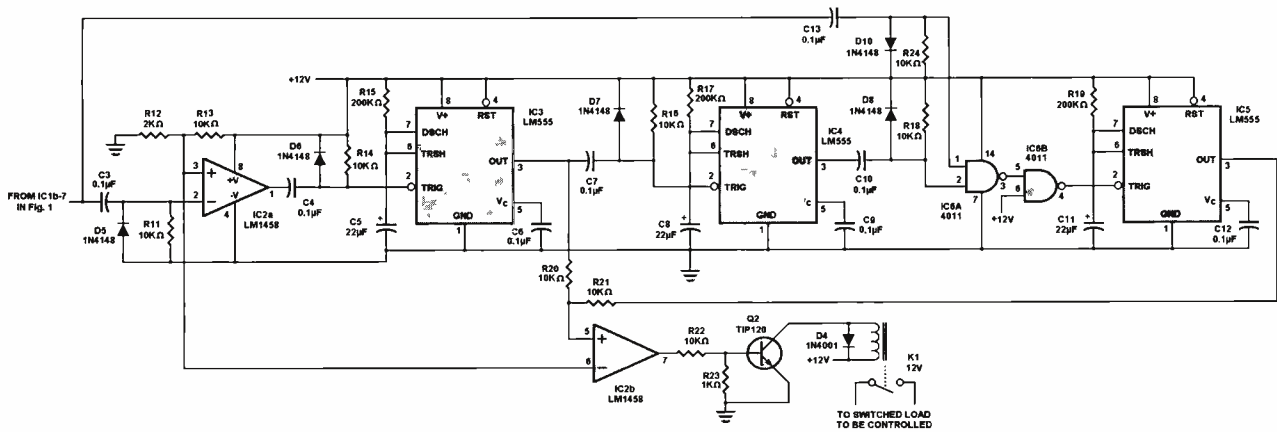 C13
0.1µF
D10
1N4148
R24
10KΩ
+12V
R12
2KΩ
R13
10KΩ
R15
200KΩ
8
4
V+
RST
IC3
LM555
7
DSCH
6
TRSH
OUT
3
2
TRIG
VC
5
GND
1
D7
1N4148
R16
10KΩ
R17
200KΩ
8
4
V+
RST
IC4
LM555
7
DSCH
6
TRSH
OUT
3
2
TRIG
C
5
GND
1
D8
1N4148
R18
10KΩ
R19
200KΩ
8
4
V+
RST
IC5
LM555
7
DSCH
6
TRSH
OUT
3
2
TRIG
VC
5
GND
1
D6
1N4148
R14
10KΩ
C3
0.1µF
FROM IC1b-7
IN Fig. 1
3
+
2
–
8
+V
-V
4
1
IC2a
LM1458
C4
0.1µF
D5
1N4148
R11
10KΩ
C5
22µF
+
C6
0.1µF
C7
0.1µF
C8
22µF
+
C9
0.1µF
C10
0.1µF
1
2
14
3
7
IC6A
4011
IC6B
4011
5
6
4
+12V
C11
22µF
+
C12
0.1µF
R20
10KΩ
R21
10KΩ
5
+
6
–
7
IC2b
LM1458
R22
10KΩ
R23
1KΩ
Q2
TIP120
D4
1N4001
+12V
K1
12V
TO SWITCHED LOAD
TO BE CONTROLLED